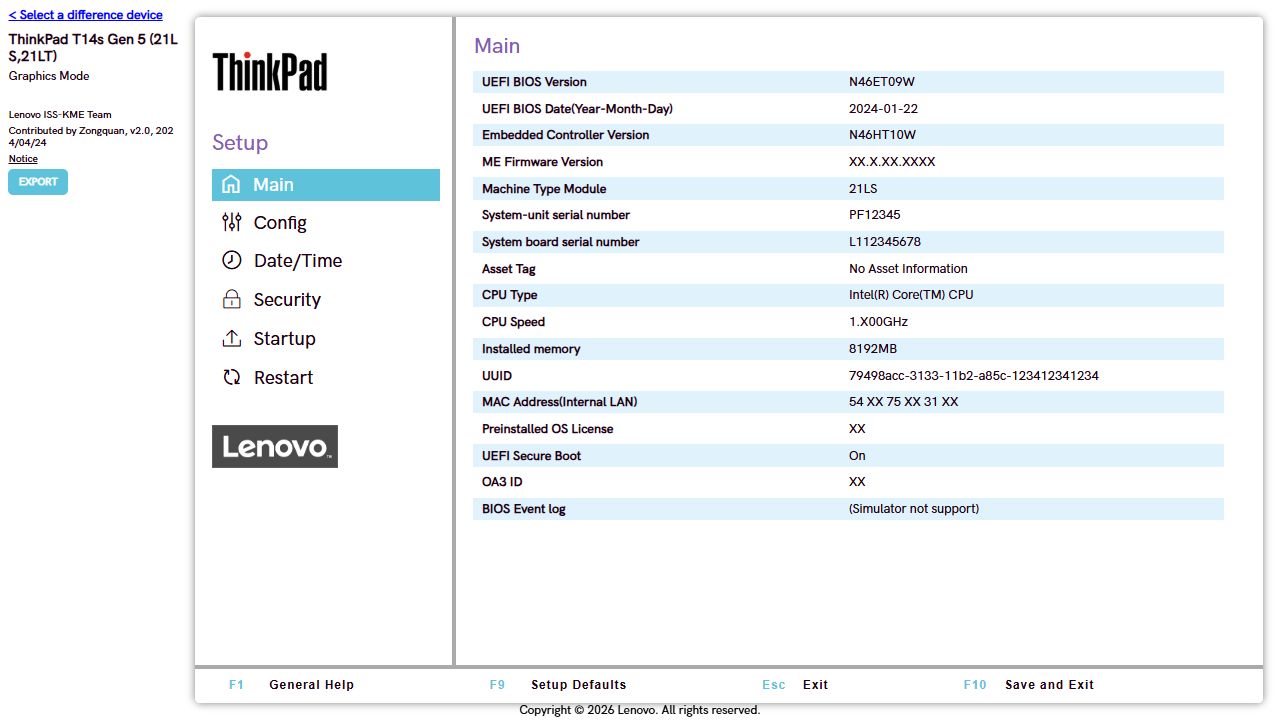 < Select a difference device
ThinkPad T14s Gen 5 (21L
S,21LT)
Graphics Mode
Lenovo ISS-KME Team
Contributed by Zongquan, v2.0, 202
4/04/24
Notice
EXPORT
ThinkPad
Setup
Main
Config
Date/Time
Security
Startup
Restart
Lenovo™
Main
UEFI BIOS Version N46ET09W
UEFI BIOS Date(Year-Month-Day) 2024-01-22
Embedded Controller Version N46HT10W
ME Firmware Version XX.X.XX.XXXX
Machine Type Module 21LS
System-unit serial number PF12345
System board serial number L112345678
Asset Tag No Asset Information
CPU Type Intel(R) Core(TM) CPU
CPU Speed 1.X00GHz
Installed memory 8192MB
UUID 79498acc-3133-11b2-a85c-123412341234
MAC Address(Internal LAN) 54 XX 75 XX 31 XX
Preinstalled OS License XX
UEFI Secure Boot On
OA3 ID XX
BIOS Event log (Simulator not support)
F1 General Help F9 Setup Defaults Esc Exit F10 Save and Exit
Copyright © 2026 Lenovo. All rights reserved.